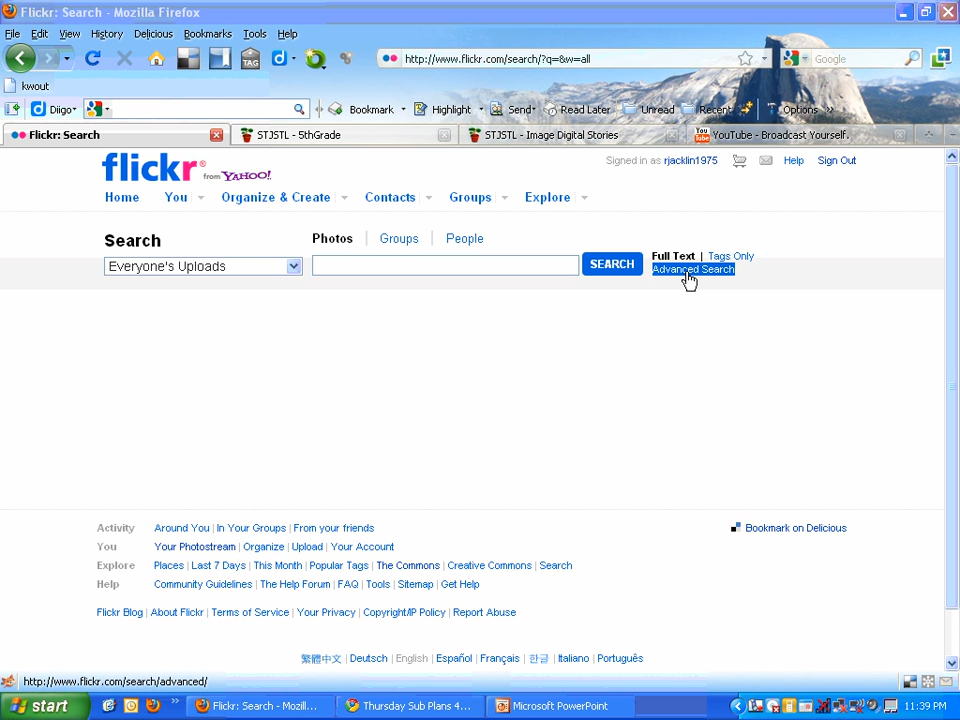 Flickr: Search - Mozilla Firefox
File Edit View History Delicious Bookmarks Tools Help
TAG http://www.flickr.com/search/?q=&w=all Google
kwout
Diigo Bookmark Highlight Send Read Later Unread Recent Options »
Flickr: Search STJSTL - 5thGrade STJSTL - Image Digital Stories You Tube YouTube - Broadcast Yourself.
flickr from YAHOO! Signed in as rjacklin1975 Help Sign Out
Home You Organize & Create Contacts Groups Explore
Search Photos | Groups | People
Everyone's Uploads SEARCH Full Text | Tags Only
Advanced Search
Activity Around You | In Your Groups | From your friends Bookmark on Delicious
You Your Photostream | Organize | Upload | Your Account
Explore Places | Last 7 Days | This Month | Popular Tags | The Commons | Creative Commons | Search
Help Community Guidelines | The Help Forum | FAQ | Tools | Sitemap | Get Help
Flickr Blog | About Flickr | Terms of Service | Your Privacy | Copyright/IP Policy | Report Abuse
繁體中文 | Deutsch | English | Español | Français | 한글 | Italiano | Português
http://www.flickr.com/search/advanced/
start » Flickr: Search - Mozill... Thursday Sub Plans 4... Microsoft PowerPoint 11:39 PM